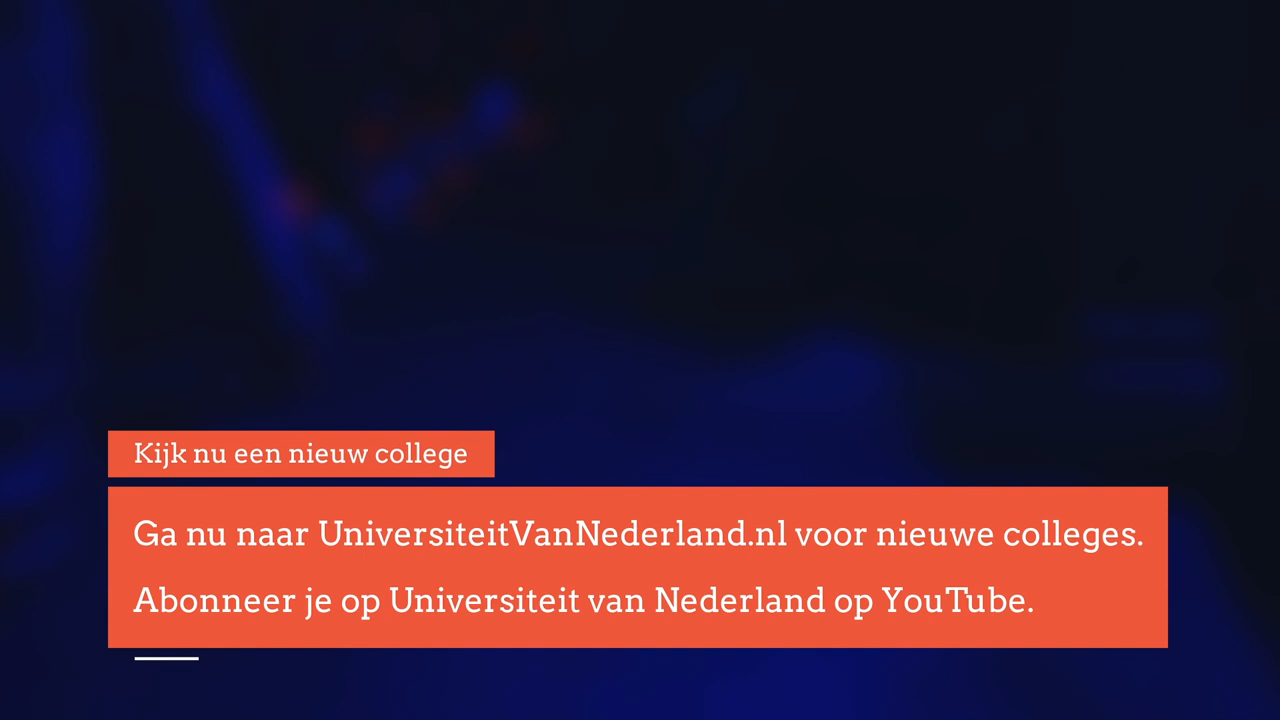 Kijk nu een nieuw college
Ga nu naar UniversiteitVanNederland.nl voor nieuwe colleges.
Abonneer je op Universiteit van Nederland op YouTube.